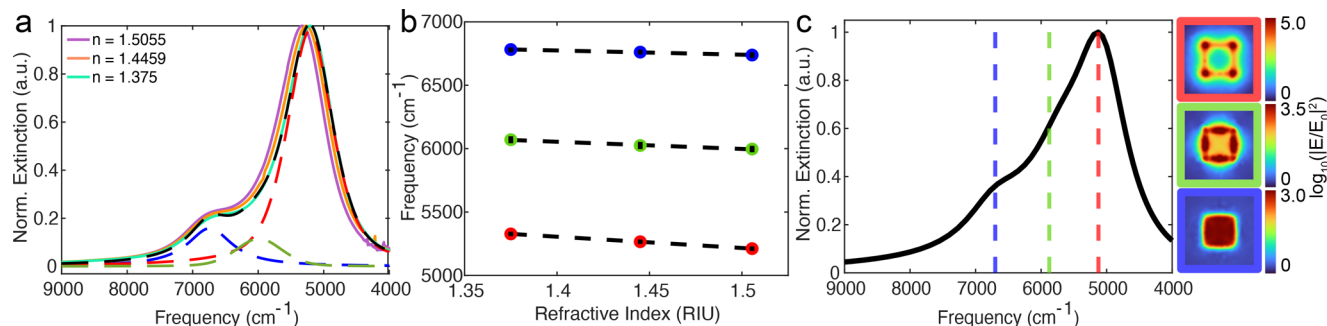 a
n = 1.5055
n = 1.4459
n = 1.375
Norm. Extinction (a.u.)
1
0.8
0.6
0.4
0.2
0
9000 8000 7000 6000 5000 4000
Frequency (cm-1)
b
Frequency (cm-1)
7000
6500
6000
5500
5000
1.35 1.4 1.45 1.5
Refractive Index (RIU)
c
Norm. Extinction (a.u.)
1
0.8
0.6
0.4
0.2
0
9000 8000 7000 6000 5000 4000
Frequency (cm-1)
5.0
0
3.5
0
3.0
0
log10(|E/E0|2)